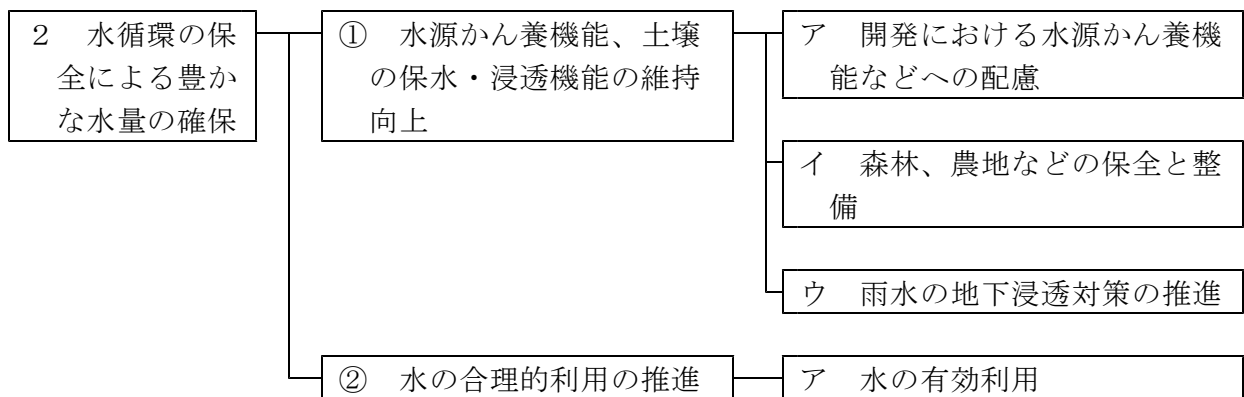 2　水循環の保
全による豊か
な水量の確保
①　水源かん養機能、土壌
の保水・浸透機能の維持
向上
ア　開発における水源かん養機
能などへの配慮
イ　森林、農地などの保全と整
備
ウ　雨水の地下浸透対策の推進
②　水の合理的利用の推進
ア　水の有効利用